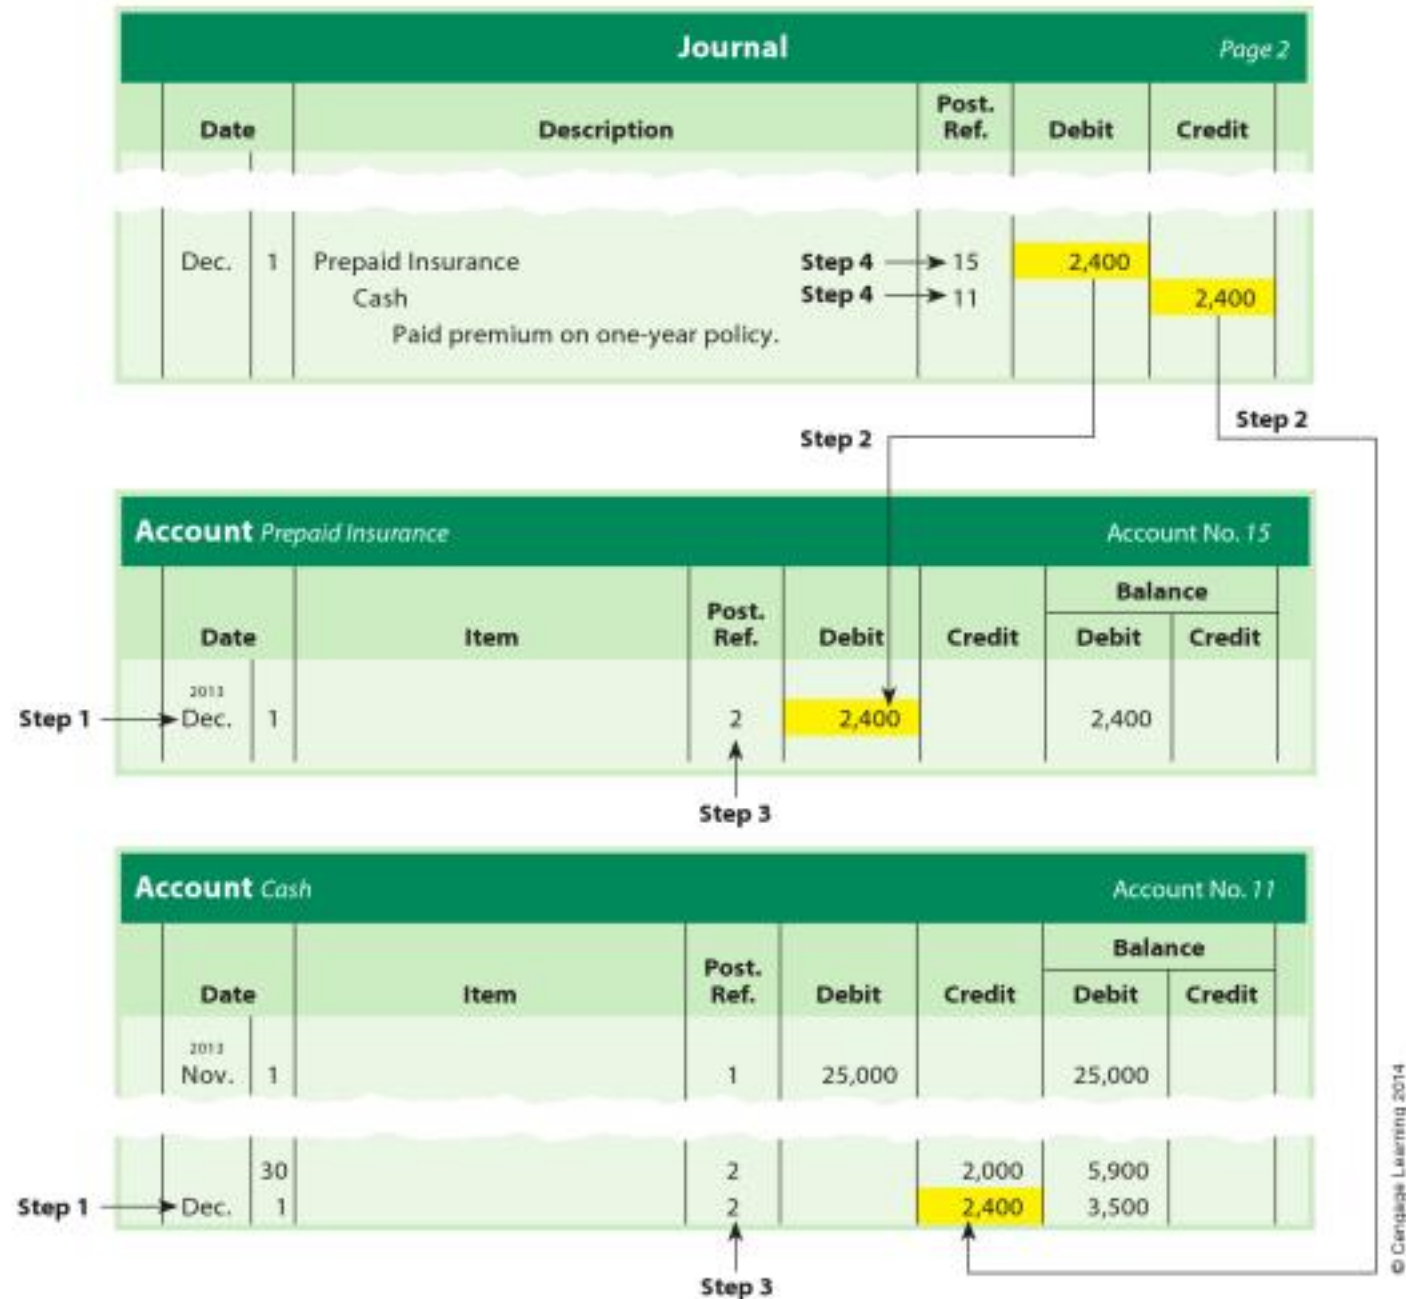 Journal Page 2
Date Description Post. Ref. Debit Credit
Dec. 1 Prepaid Insurance Step 4 15 2,400
Cash Step 4 11 2,400
Paid premium on one-year policy.
Step 2 Step 2
Account Prepaid Insurance Account No. 15
Balance
Date Item Post. Ref. Debit Credit Debit Credit
2013
Step 1 Dec. 1 2 2,400 2,400
Step 3
Account Cash Account No. 11
Balance
Date Item Post. Ref. Debit Credit Debit Credit
2013
Nov. 1 1 25,000 25,000
30 2 2,000 5,900
Step 1 Dec. 1 2 2,400 3,500
Step 3
© Cengage Learning 2014